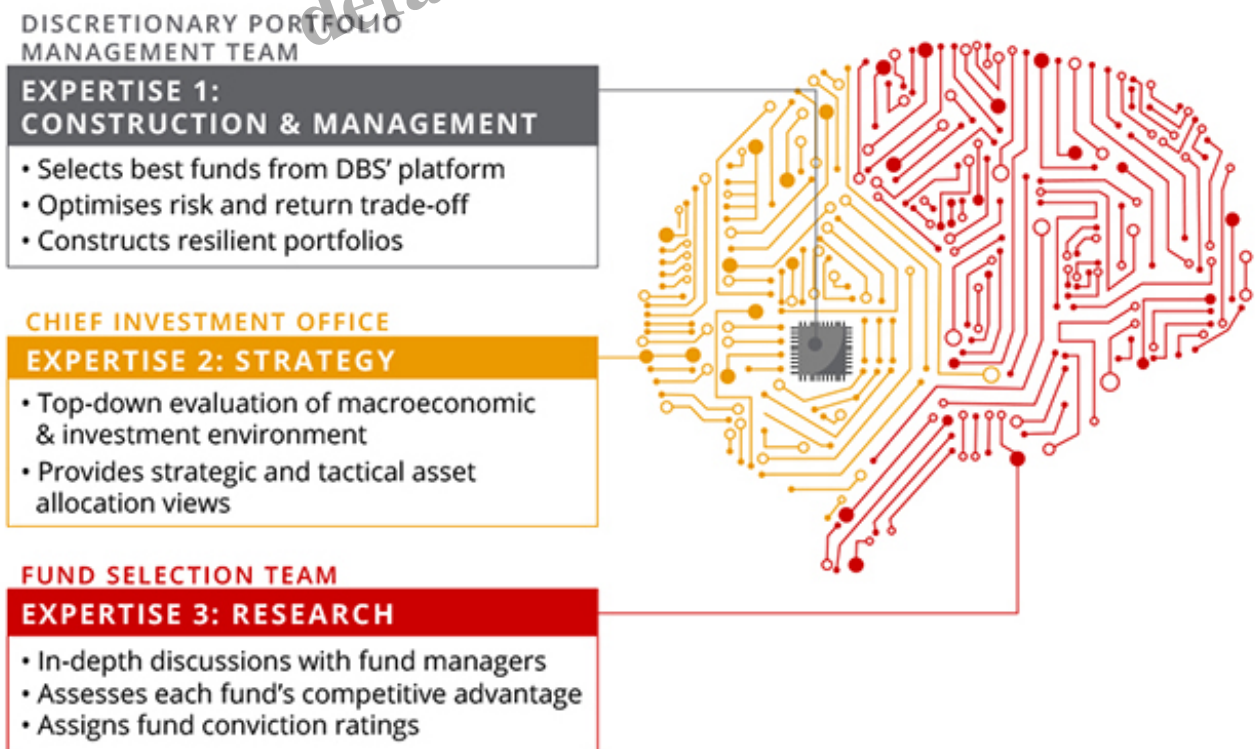 DISCRETIONARY PORTFOLIO
MANAGEMENT TEAM
EXPERTISE 1:
CONSTRUCTION & MANAGEMENT
• Selects best funds from DBS’ platform
• Optimises risk and return trade-off
• Constructs resilient portfolios
CHIEF INVESTMENT OFFICE
EXPERTISE 2: STRATEGY
• Top-down evaluation of macroeconomic
& investment environment
• Provides strategic and tactical asset
allocation views
FUND SELECTION TEAM
EXPERTISE 3: RESEARCH
• In-depth discussions with fund managers
• Assesses each fund’s competitive advantage
• Assigns fund conviction ratings